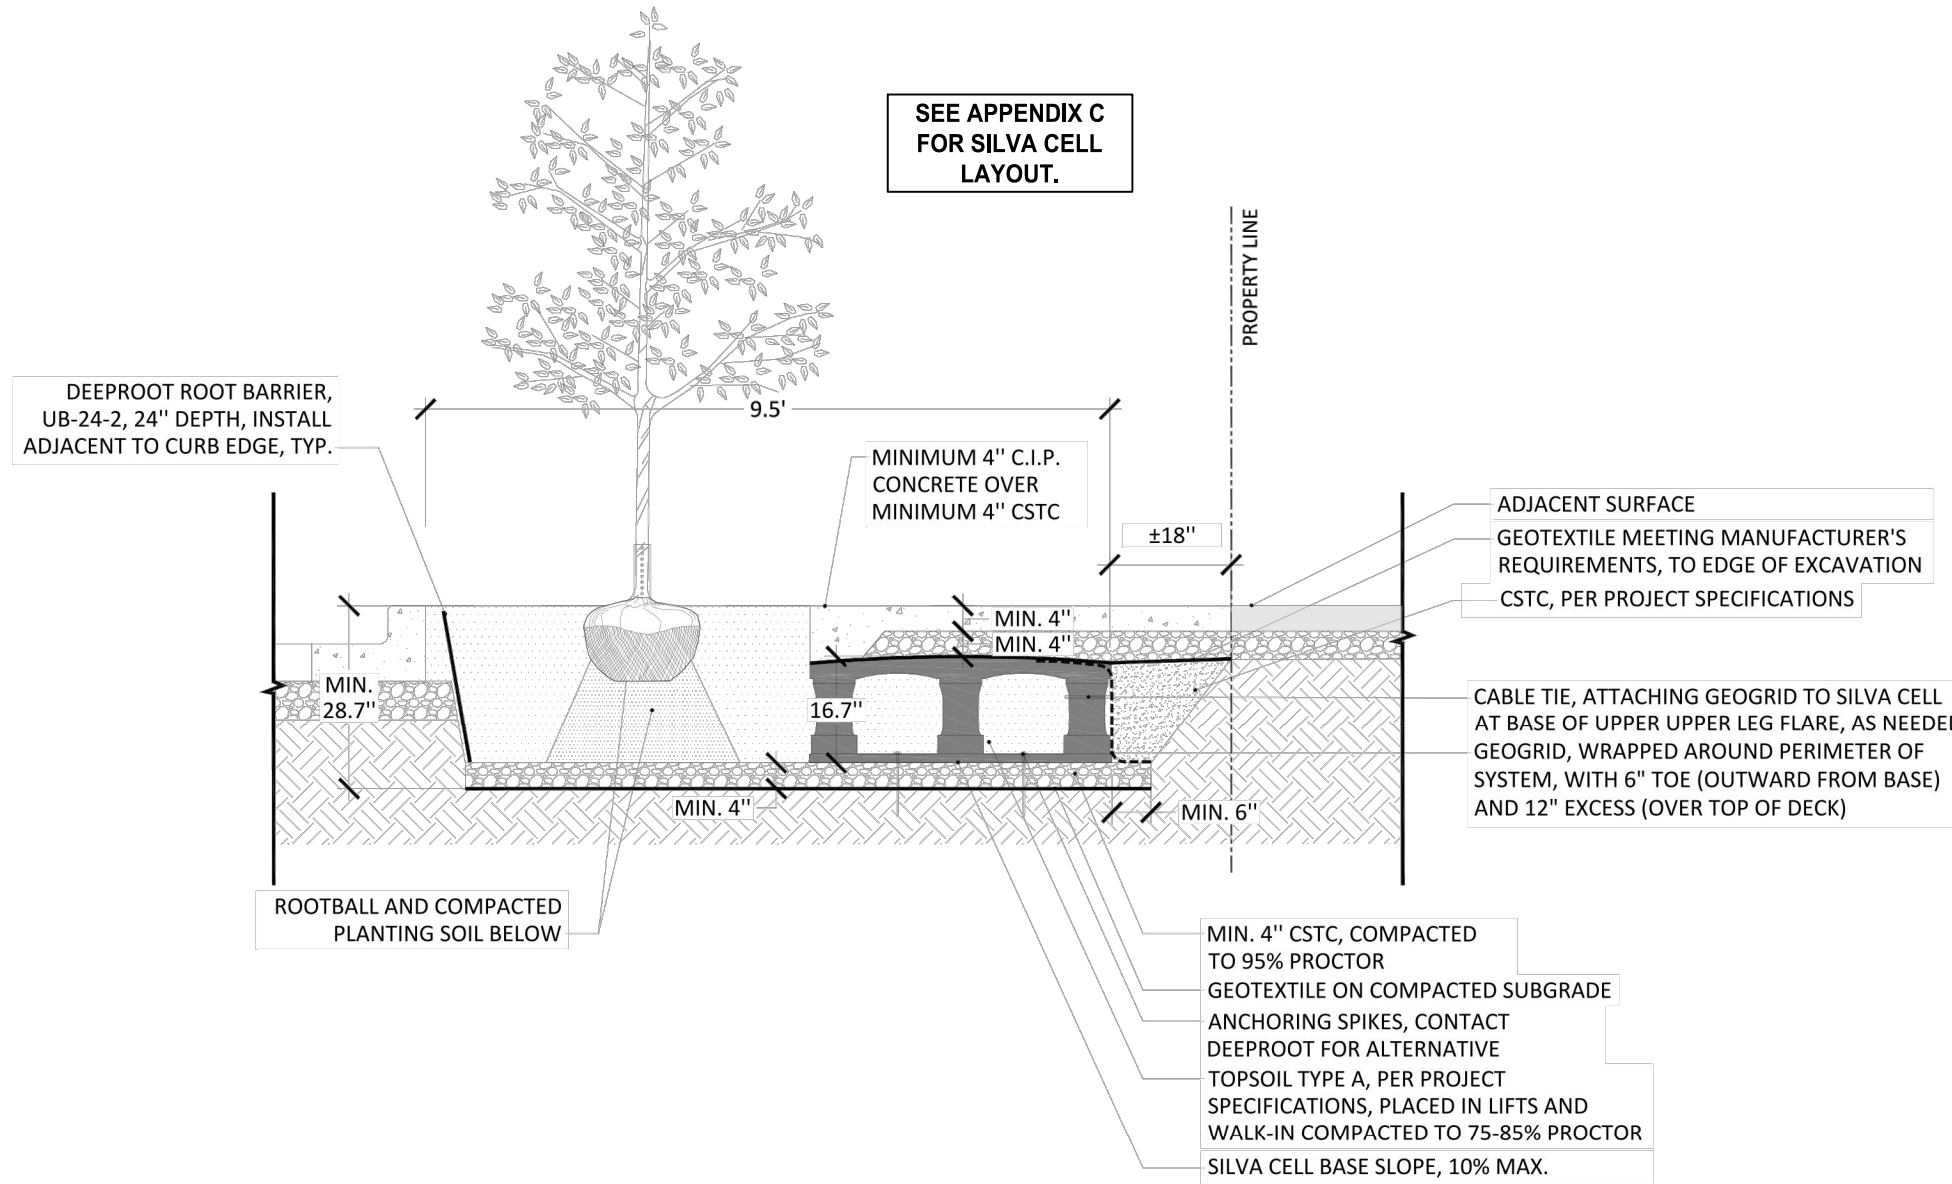 SEE APPENDIX C
FOR SILVA CELL
LAYOUT.
PROPERTY LINE
DEEPROOT ROOT BARRIER,
UB-24-2, 24" DEPTH, INSTALL
ADJACENT TO CURB EDGE, TYP.
9.5'
MINIMUM 4" C.I.P.
CONCRETE OVER
MINIMUM 4" CSTC
±18"
ADJACENT SURFACE
GEOTEXTILE MEETING MANUFACTURER'S
REQUIREMENTS, TO EDGE OF EXCAVATION
CSTC, PER PROJECT SPECIFICATIONS
MIN. 4"
MIN. 4"
MIN.
28.7"
16.7"
CABLE TIE, ATTACHING GEOGRID TO SILVA CELL
AT BASE OF UPPER UPPER LEG FLARE, AS NEEDE
GEOGRID, WRAPPED AROUND PERIMETER OF
SYSTEM, WITH 6" TOE (OUTWARD FROM BASE)
AND 12" EXCESS (OVER TOP OF DECK)
MIN. 4"
MIN. 6"
ROOTBALL AND COMPACTED
PLANTING SOIL BELOW
MIN. 4" CSTC, COMPACTED
TO 95% PROCTOR
GEOTEXTILE ON COMPACTED SUBGRADE
ANCHORING SPIKES, CONTACT
DEEPROOT FOR ALTERNATIVE
TOPSOIL TYPE A, PER PROJECT
SPECIFICATIONS, PLACED IN LIFTS AND
WALK-IN COMPACTED TO 75-85% PROCTOR
SILVA CELL BASE SLOPE, 10% MAX.